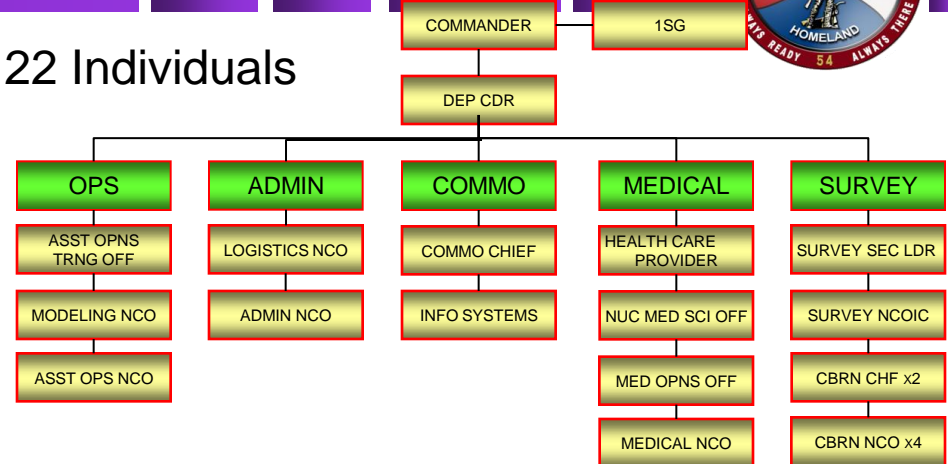 COMMANDER
1SG
HOMELAND
ALWAYS READY 54 ALWAYS THERE
22 Individuals
DEP CDR
OPS
ADMIN
COMMO
MEDICAL
SURVEY
ASST OPNS
TRNG OFF
LOGISTICS NCO
COMMO CHIEF
HEALTH CARE
PROVIDER
SURVEY SEC LDR
MODELING NCO
ADMIN NCO
INFO SYSTEMS
NUC MED SCI OFF
SURVEY NCOIC
ASST OPS NCO
MED OPNS OFF
CBRN CHF x2
MEDICAL NCO
CBRN NCO x4